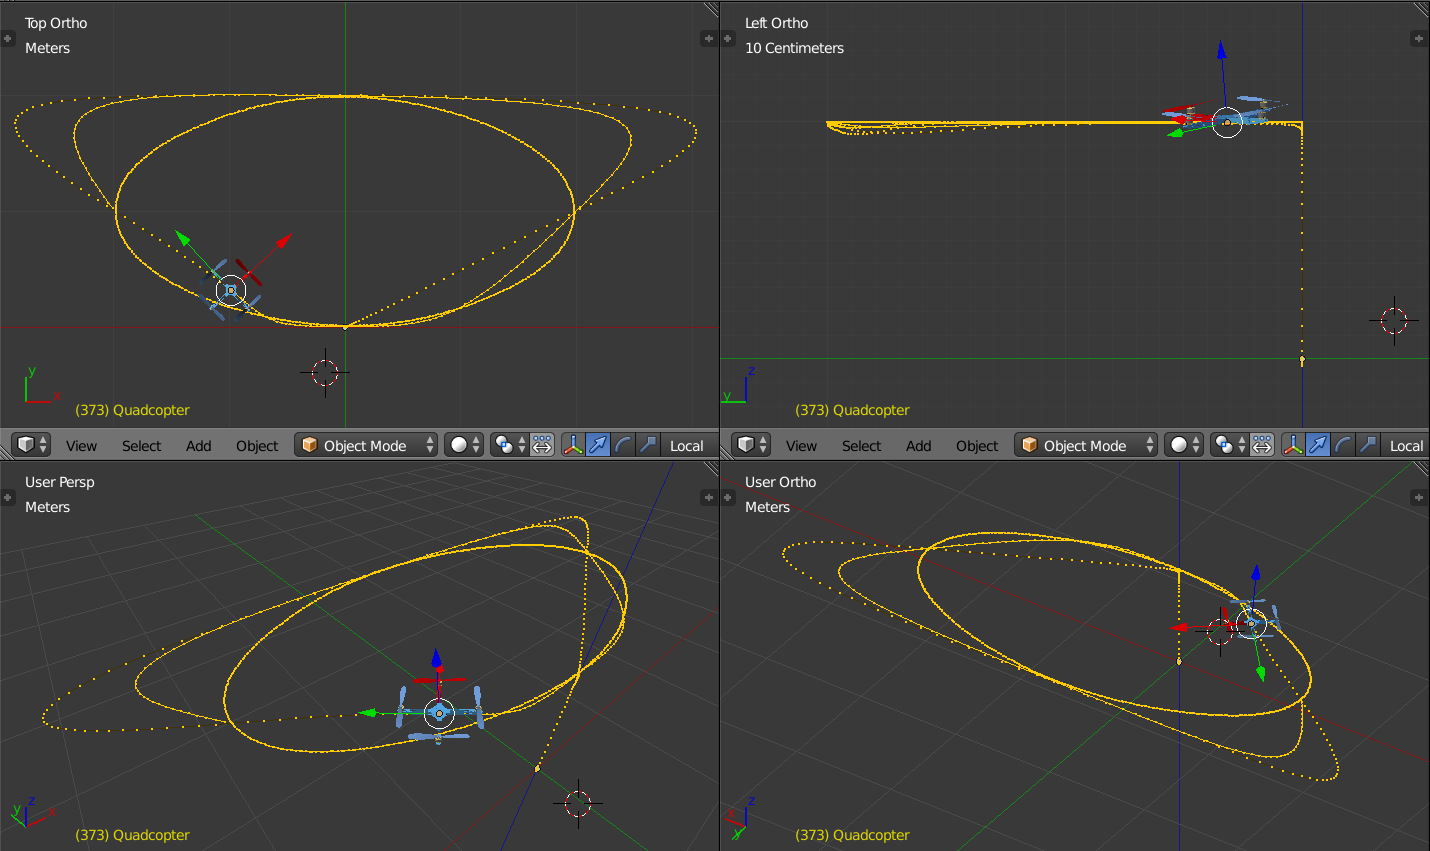 Top Ortho
Meters
y
x
(373) Quadcopter
Left Ortho
10 Centimeters
z
y
(373) Quadcopter
View Select Add Object Object Mode Local
View Select Add Object Object Mode Local
User Persp
Meters
z
y
x
(373) Quadcopter
User Ortho
Meters
z
x
y
(373) Quadcopter